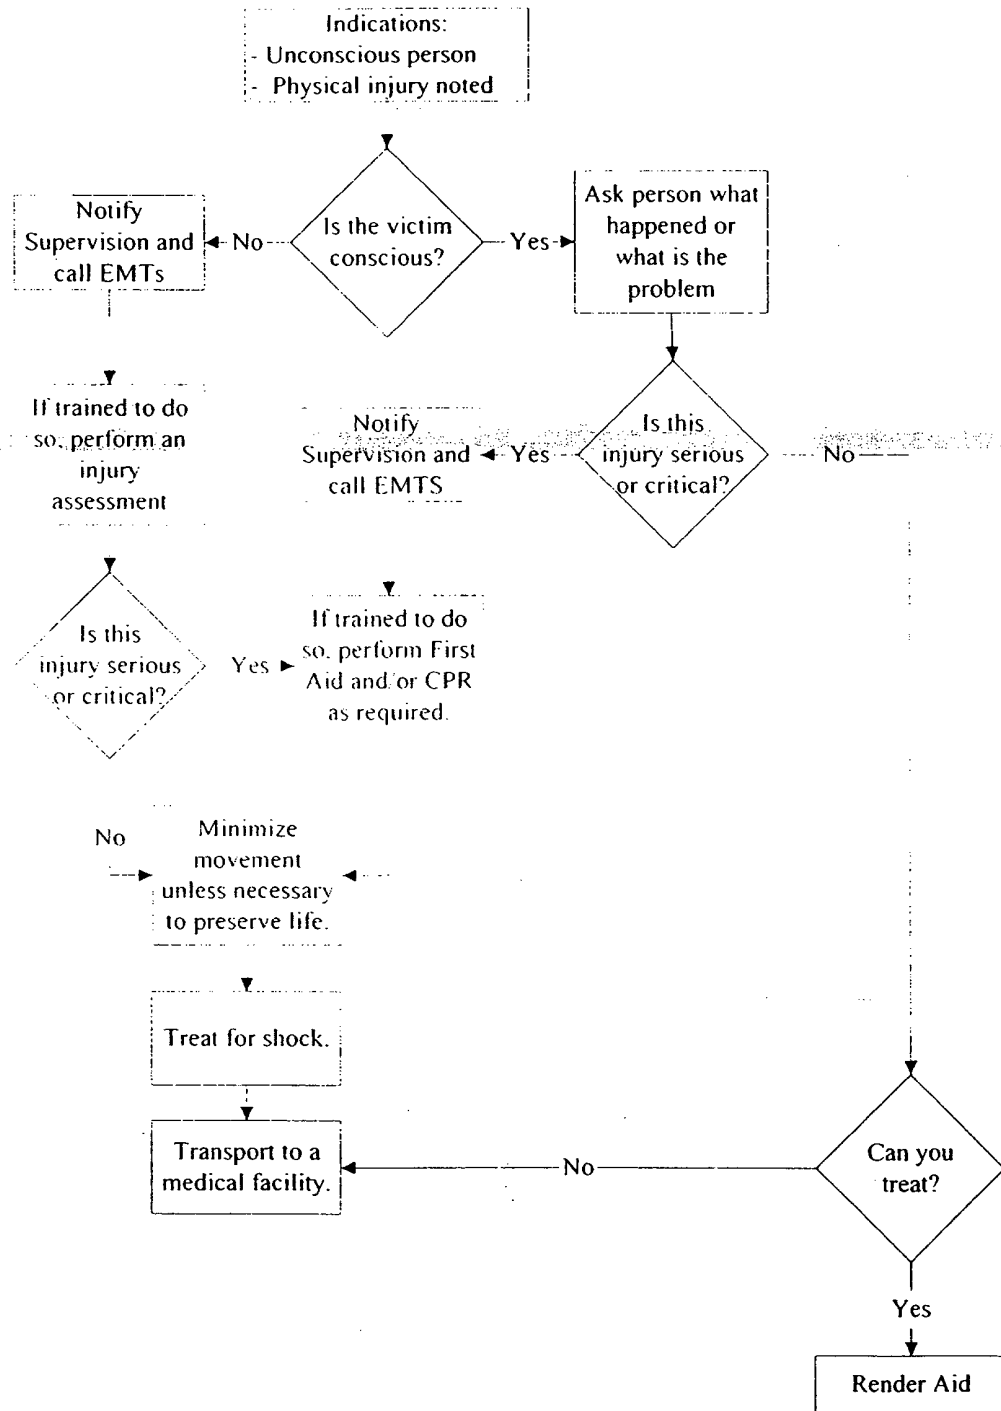 Indications:
- Unconscious person
- Physical injury noted
Notify
Supervision and
call EMTs
No
Is the victim
conscious?
Yes
Ask person what
happened or
what is the
problem
If trained to do
so, perform an
injury
assessment
Notify
Supervision and
call EMTS
Yes
Is this
injury serious
or critical?
No
Is this
injury serious
or critical?
Yes
If trained to do
so, perform First
Aid and/or CPR
as required.
No
Minimize
movement
unless necessary
to preserve life.
Treat for shock.
Transport to a
medical facility.
No
Can you
treat?
Yes
Render Aid